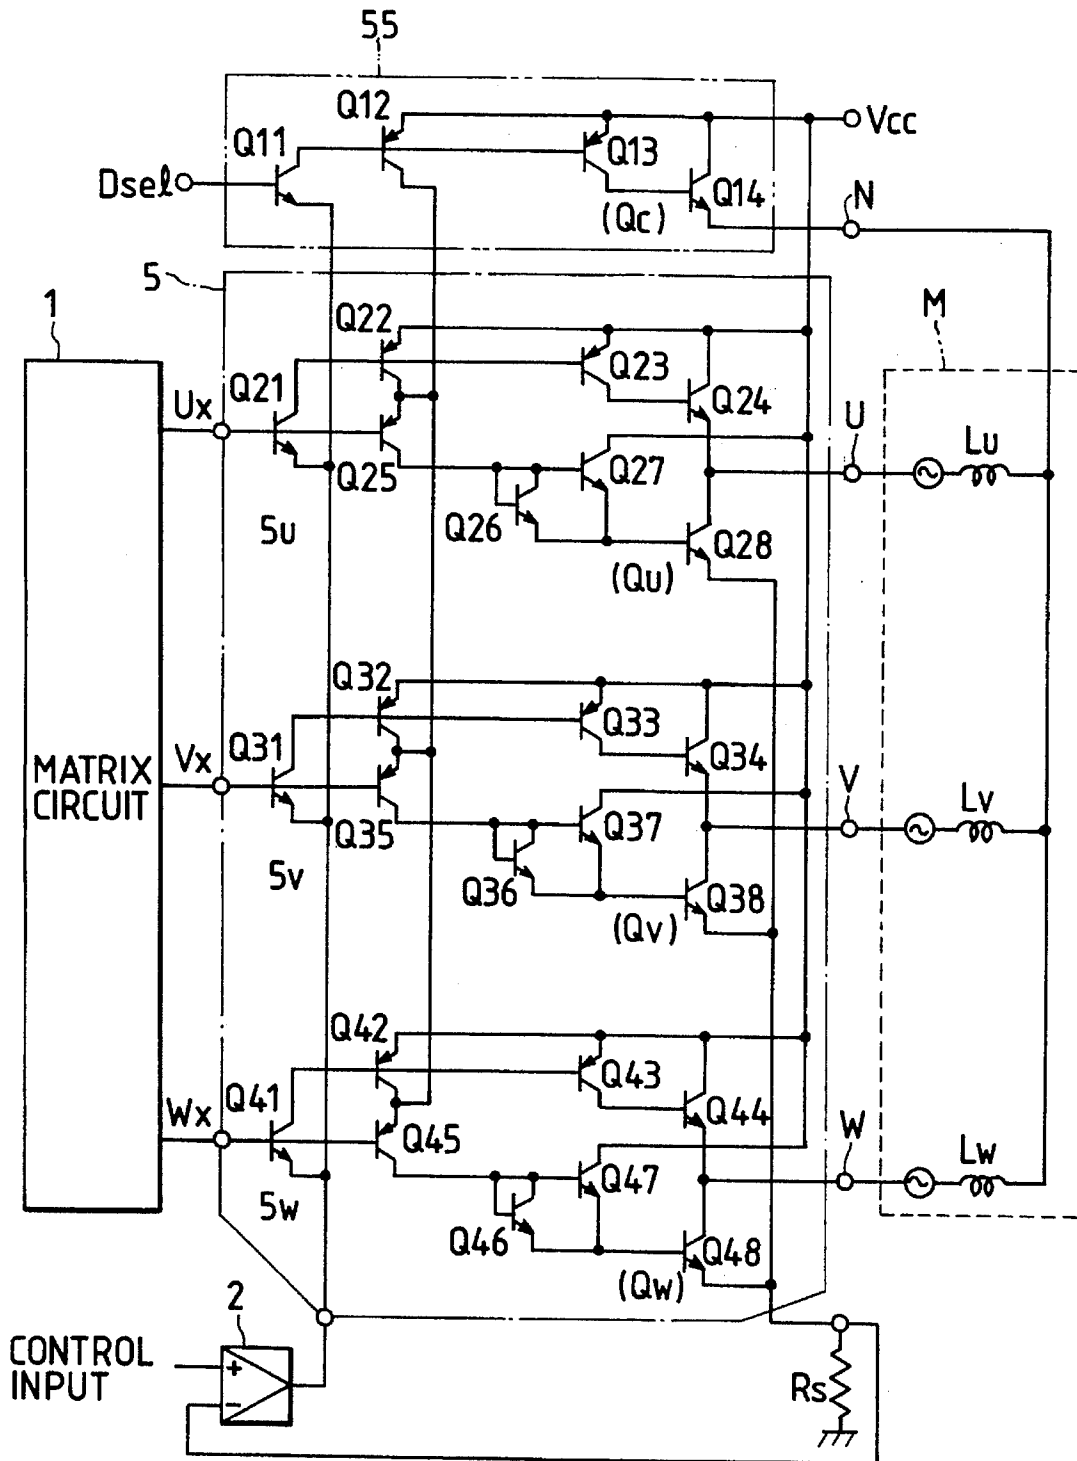 55
Q12
Vcc
Q11
Q13
Dsel
Q14
N
(Qc)
5
1
M
Q22
Q23
Q21
Q24
Ux
U
Lu
Q25
Q27
Q26
5u
Q28
(Qu)
Q32
Q33
Q31
Q34
Vx
V
Lv
MATRIX
CIRCUIT
Q35
Q37
5v
Q36
Q38
(Qv)
Q42
Q43
Q41
Q44
Wx
Q45
W
Lw
Q47
5w
Q46
Q48
(Qw)
2
CONTROL
INPUT
+
−
Rs